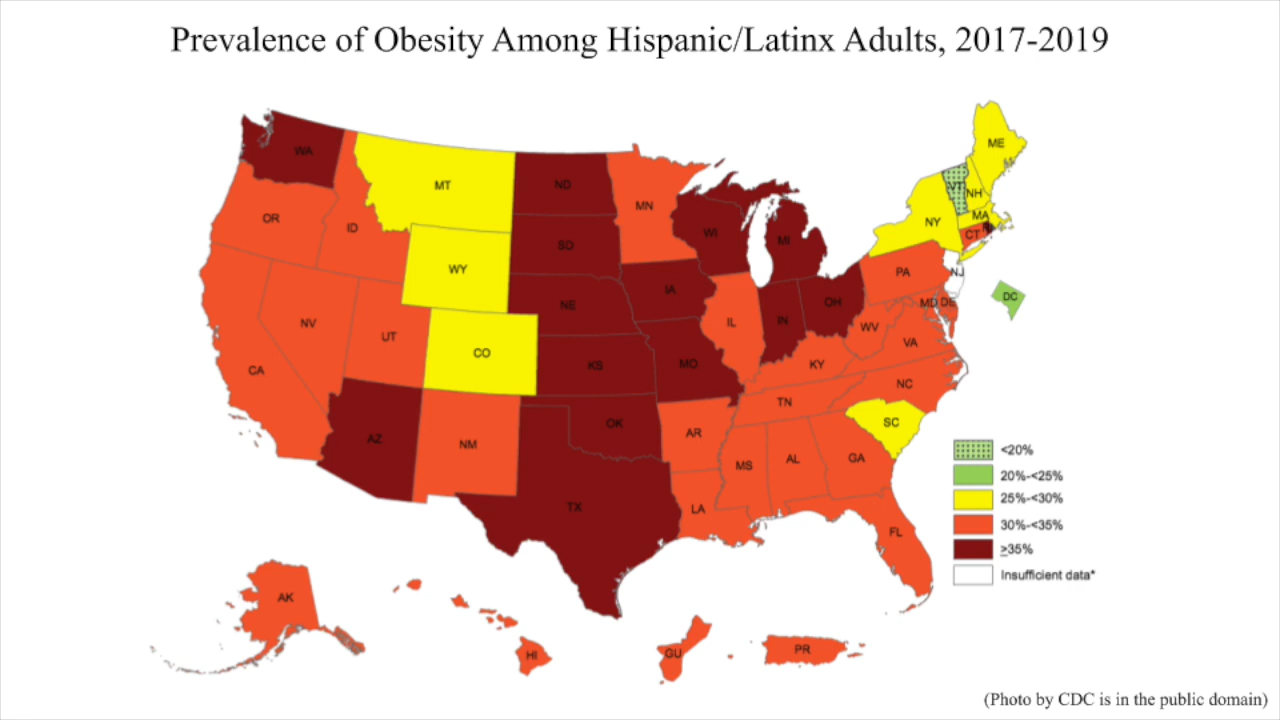 Prevalence of Obesity Among Hispanic/Latinx Adults, 2017-2019
WA
MT
ND
MN
ME
VT
NH
OR
ID
SD
WI
MI
NY
MA
CT
RI
WY
NE
IA
PA
NJ
NV
UT
CO
KS
MO
IL
IN
OH
WV
MD
DE
DC
VA
CA
KY
AZ
NM
OK
AR
TN
NC
SC
TX
LA
MS
AL
GA
FL
<20%
20%-<25%
25%-<30%
30%-<35%
≥35%
Insufficient data*
AK
HI
GU
PR
(Photo by CDC is in the public domain)